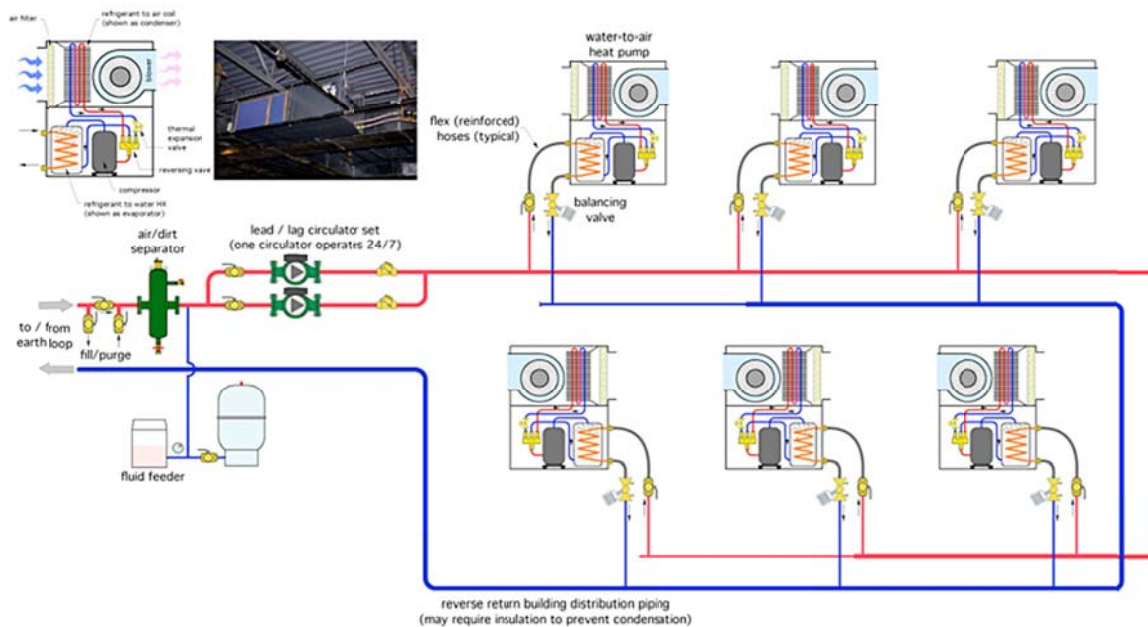 air filter
refrigerant to air coil
(shown as condenser)
blower
thermal
expansion
valve
reversing vave
compressor
refrigerant to water HX
(shown as evaporator)
water-to-air
heat pump
flex (reinforced)
hoses (typical)
balancing
valve
air/dirt
separator
lead / lag circulator set
(one circulator operates 24/7)
to / from
earth loop
fill/purge
fluid feeder
reverse return building distribution piping
(may require insulation to prevent condensation)